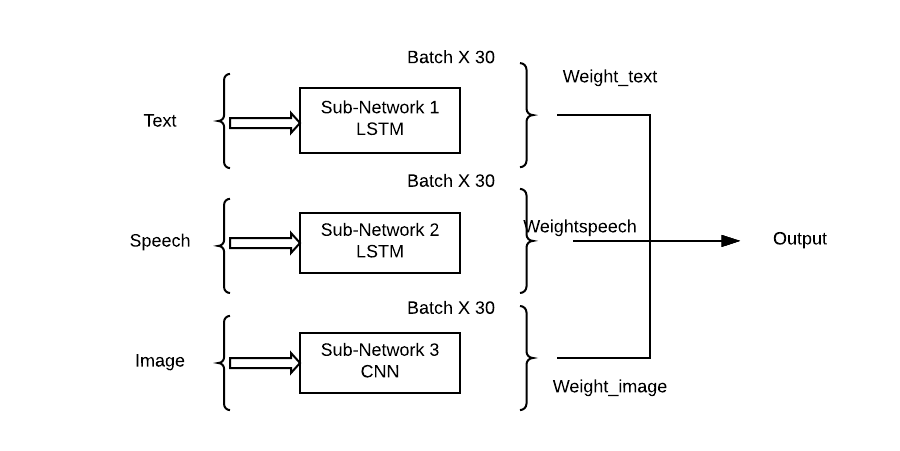 Batch X 30
Weight_text
Text
Sub-Network 1
LSTM
Batch X 30
Speech
Sub-Network 2
LSTM
Weightspeech
Output
Batch X 30
Image
Sub-Network 3
CNN
Weight_image